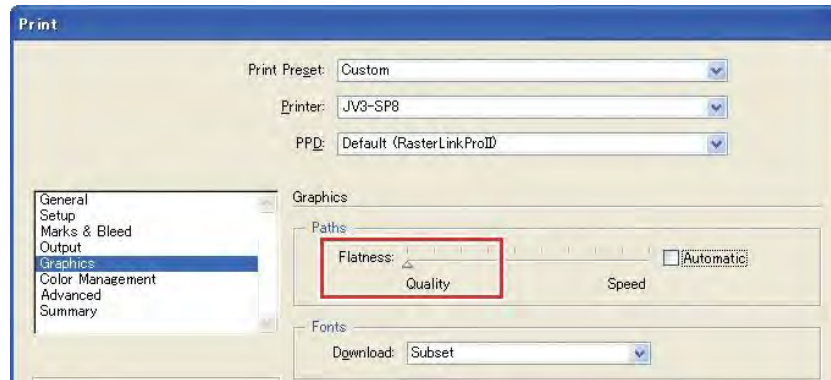 Print
Print Preset: Custom
Printer: JV3-SP8
PPD: Default (RasterLinkProII)
General
Setup
Marks & Bleed
Output
Graphics
Color Management
Advanced
Summary
Graphics
Paths
Flatness:
Automatic
Quality Speed
Fonts
Download: Subset